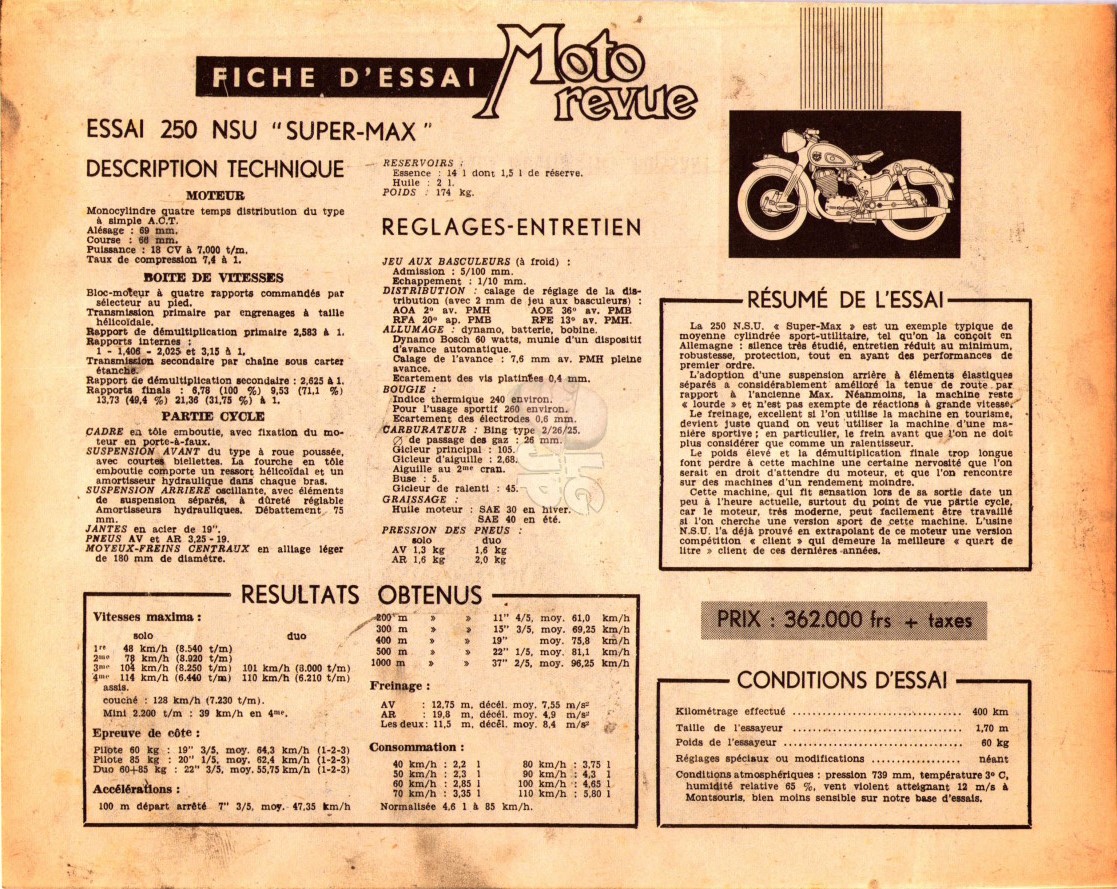 FICHE D'ESSAI
Moto
revue
ESSAI 250 NSU "SUPER-MAX"
DESCRIPTION TECHNIQUE
MOTEUR
Monocylindre quatre temps distribution du type
à simple A.C.T.
Alésage : 69 mm.
Course : 66 mm.
Puissance : 18 CV à 7.000 t/m.
Taux de compression 7,4 à 1.
BOITE DE VITESSES
Bloc-moteur à quatre rapports commandés par
sélecteur au pied.
Transmission primaire par engrenages à taille
hélicoïdale.
Rapport de démultiplication primaire 2,583 à 1.
Rapports internes :
1 - 1,406 - 2,025 et 3,15 à 1.
Transmission secondaire par chaîne sous carter
étanche.
Rapport de démultiplication secondaire : 2,625 à 1.
Rapports finals : 6,78 (100 %) 9,53 (71,1 %)
13,73 (49,4 %) 21,36 (31,75 %) à 1.
PARTIE CYCLE
CADRE en tôle emboutie, avec fixation du mo-
teur en porte-à-faux.
SUSPENSION AVANT du type à roue poussée,
avec courtes biellettes. La fourche en tôle
emboutie comporte un ressort hélicoïdal et un
amortisseur hydraulique dans chaque bras.
SUSPENSION ARRIERE oscillante, avec éléments
de suspension séparés, à dûreté réglable
Amortisseurs hydrauliques. Débattement 75
mm.
JANTES en acier de 19".
PNEUS AV et AR 3,25 - 19.
MOYEUX-FREINS CENTRAUX en alliage léger
de 180 mm de diamétre.
RESERVOIRS :
Essence : 14 l dont 1,5 l de réserve.
Huile : 2 l.
POIDS : 174 kg.
REGLAGES-ENTRETIEN
JEU AUX BASCULEURS (à froid) :
Admission : 5/100 mm.
Echappement : 1/10 mm.
DISTRIBUTION : calage de réglage de la dis-
tribution (avec 2 mm de jeu aux basculeurs) :
AOA 2° av. PMH AOE 36° av. PMB
RFA 20° ap. PMB RFE 13° av. PMH.
ALLUMAGE : dynamo, batterie, bobine.
Dynamo Bosch 60 watts, munie d'un dispositif
d'avance automatique.
Calage de l'avance : 7,6 mm av. PMH pleine
avance.
Ecartement des vis platinées 0,4 mm.
BOUGIE :
Indice thermique 240 environ.
Pour l'usage sportif 260 environ.
Ecartement des électrodes 0,6 mm.
CARBURATEUR : Bing type 2/26/25.
∅ de passage des gaz : 26 mm.
Gicleur principal : 105.
Gicleur d'aiguille : 2,68.
Aiguille au 2me cran.
Buse : 5.
Gicleur de ralenti : 45.
GRAISSAGE :
Huile moteur : SAE 30 en hiver.
SAE 40 en été.
PRESSION DES PNEUS :
solo duo
AV 1,3 kg 1,6 kg
AR 1,6 kg 2,0 kg
RÉSUMÉ DE L'ESSAI
La 250 N.S.U. « Super-Max » est un exemple typique de
moyenne cylindrée sport-utilitaire, tel qu'on la conçoit en
Allemagne : silence très étudié, entretien réduit au minimum,
robustesse, protection, tout en ayant des performances de
premier ordre.
L'adoption d'une suspension arrière à éléments élastiques
séparés a considérablement amélioré la tenue de route par
rapport à l'ancienne Max. Néanmoins, la machine reste
« lourde » et n'est pas exempte de réactions à grande vitesse.
Le freinage, excellent si l'on utilise la machine en tourisme,
devient juste quand on veut utiliser la machine d'une ma-
nière sportive ; en particulier, le frein avant que l'on ne doit
plus considérer que comme un ralentisseur.
Le poids élevé et la démultiplication finale trop longue
font perdre à cette machine une certaine nervosité que l'on
serait en droit d'attendre du moteur, et que l'on rencontre
sur des machines d'un rendement moindre.
Cette machine, qui fit sensation lors de sa sortie date un
peu à l'heure actuelle, surtout du point de vue partie cycle,
car le moteur, très moderne, peut facilement être travaillé
si l'on cherche une version sport de cette machine. L'usine
N.S.U. l'a déjà prouvé en extrapolant de ce moteur une version
compétition « client » qui demeure la meilleure « quart de
litre » client de ces dernières années.
RESULTATS OBTENUS
Vitesses maxima :
solo duo
1re 48 km/h (8.540 t/m)
2me 78 km/h (8.920 t/m)
3me 104 km/h (8.250 t/m) 101 km/h (8.000 t/m)
4me 114 km/h (6.440 t/m) 110 km/h (6.210 t/m)
assis.
couché : 128 km/h (7.230 t/m).
Mini 2.200 t/m : 39 km/h en 4me.
Epreuve de côte :
Pilote 60 kg : 19" 3/5, moy. 64,3 km/h (1-2-3)
Pilote 85 kg : 20" 1/5, moy. 62,4 km/h (1-2-3)
Duo 60+85 kg : 22" 3/5, moy. 55,75 km/h (1-2-3)
Accélérations :
100 m départ arrêté 7" 3/5, moy. 47,35 km/h
200 m » » 11" 4/5, moy. 61,0 km/h
300 m » » 15" 3/5, moy. 69,25 km/h
400 m » » 19" moy. 75,8 km/h
500 m » » 22" 1/5, moy. 81,1 km/h
1000 m » » 37" 2/5, moy. 96,25 km/h
Freinage :
AV : 12,75 m, décél. moy. 7,55 m/s²
AR : 19,8 m, décél. moy. 4,9 m/s²
Les deux : 11,5 m, décél. moy. 8,4 m/s²
Consommation :
40 km/h : 2,2 l 80 km/h : 3,75 l
50 km/h : 2,3 l 90 km/h : 4,3 l
60 km/h : 2,85 l 100 km/h : 4,65 l
70 km/h : 3,35 l 110 km/h : 5,80 l
Normalisée 4,6 l à 85 km/h.
PRIX : 362.000 frs + taxes
CONDITIONS D'ESSAI
Kilométrage effectué ........ 400 km
Taille de l'essayeur ........ 1,70 m
Poids de l'essayeur ........ 60 kg
Réglages spéciaux ou modifications ........ néant
Conditions atmosphériques : pression 739 mm, température 3° C,
humidité relative 65 %, vent violent atteignant 12 m/s à
Montsouris, bien moins sensible sur notre base d'essais.